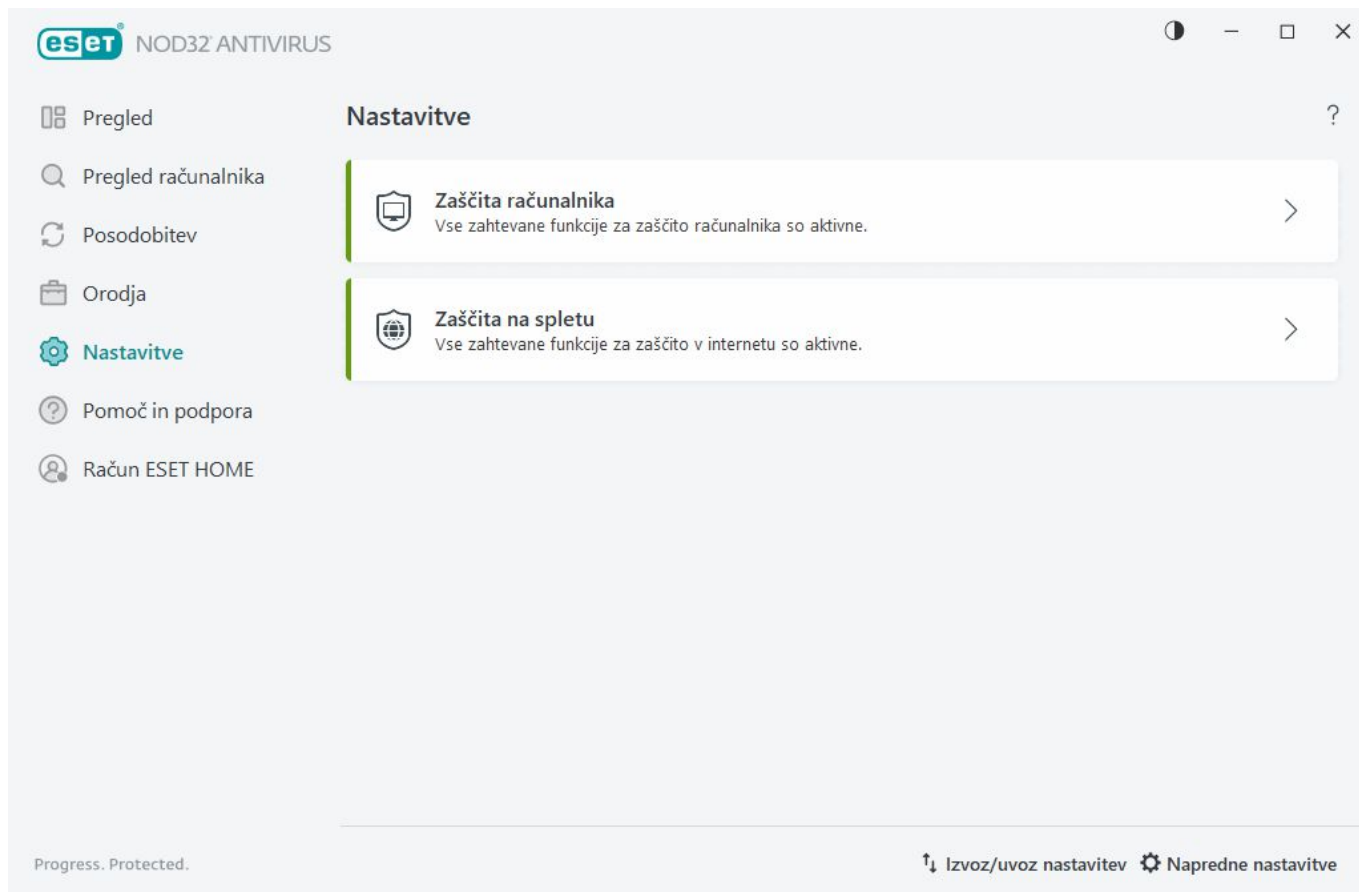 eset® NOD32® ANTIVIRUS
Pregled
Pregled računalnika
Posodobitev
Orodja
Nastavitve
Pomoč in podpora
Račun ESET HOME
Progress. Protected.
Nastavitve
?
Zaščita računalnika
Vse zahtevane funkcije za zaščito računalnika so aktivne.
Zaščita na spletu
Vse zahtevane funkcije za zaščito v internetu so aktivne.
Izvoz/uvoz nastavitev Napredne nastavitve